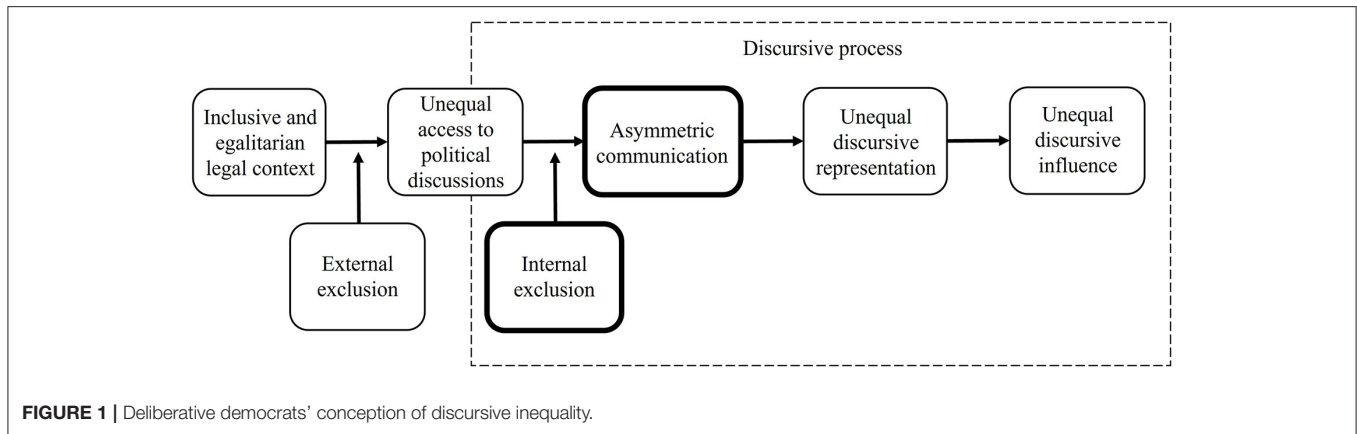 Discursive process
Inclusive and
egalitarian
legal context
Unequal
access to
political
discussions
Asymmetric
communication
Unequal
discursive
representation
Unequal
discursive
influence
External
exclusion
Internal
exclusion
FIGURE 1 | Deliberative democrats’ conception of discursive inequality.